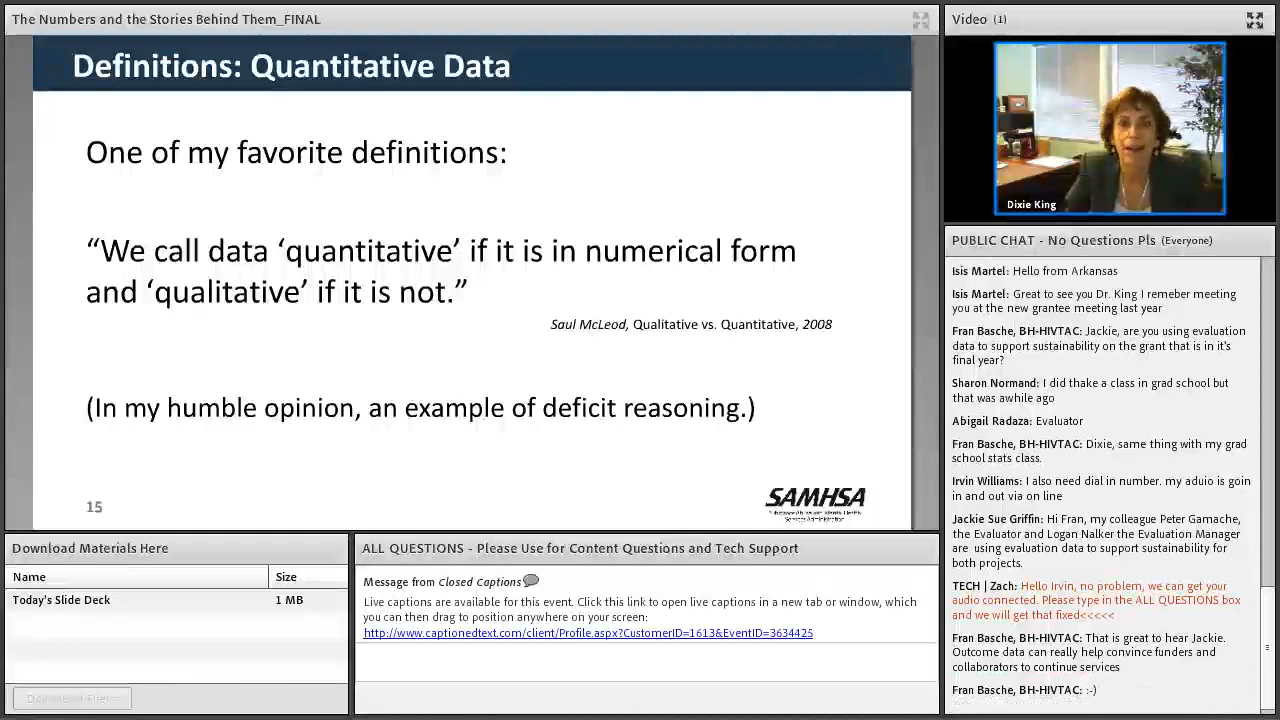 The Numbers and the Stories Behind Them_FINAL
Definitions: Quantitative Data
One of my favorite definitions:
“We call data ‘quantitative’ if it is in numerical form
and ‘qualitative’ if it is not.”
Saul McLeod, Qualitative vs. Quantitative, 2008
(In my humble opinion, an example of deficit reasoning.)
15
SAMHSA
Video (1)
Dixie King
PUBLIC CHAT - No Questions Pls (Everyone)
Isis Martel: Hello from Arkansas
Isis Martel: Great to see you Dr. King I remeber meeting
you at the new grantee meeting last year
Fran Basche, BH-HIVTAC: Jackie, are you using evaluation
data to support sustainability on the grant that is in it's
final year?
Sharon Normand: I did thake a class in grad school but
that was awhile ago
Abigail Radaza: Evaluator
Fran Basche, BH-HIVTAC: Dixie, same thing with my grad
school stats class.
Irvin Williams: I also need dial in number. my aduio is goin
in and out via on line
Jackie Sue Griffin: Hi Fran, my colleague Peter Gamache,
the Evaluator and Logan Nalker the Evaluation Manager
are using evaluation data to support sustainability for
both projects.
TECH | Zach: Hello Irvin, no problem, we can get your
audio connected. Please type in the ALL QUESTIONS box
and we will get that fixed<<<<<
Fran Basche, BH-HIVTAC: That is great to hear Jackie.
Outcome data can really help convince funders and
collaborators to continue services
Fran Basche, BH-HIVTAC: :-)
Download Materials Here
Name Size
Today's Slide Deck 1 MB
Download File(s)
ALL QUESTIONS - Please Use for Content Questions and Tech Support
Message from Closed Captions
Live captions are available for this event. Click this link to open live captions in a new tab or window, which
you can then drag to position anywhere on your screen:
http://www.captionedtext.com/client/Profile.aspx?CustomerID=1613&EventID=3634425